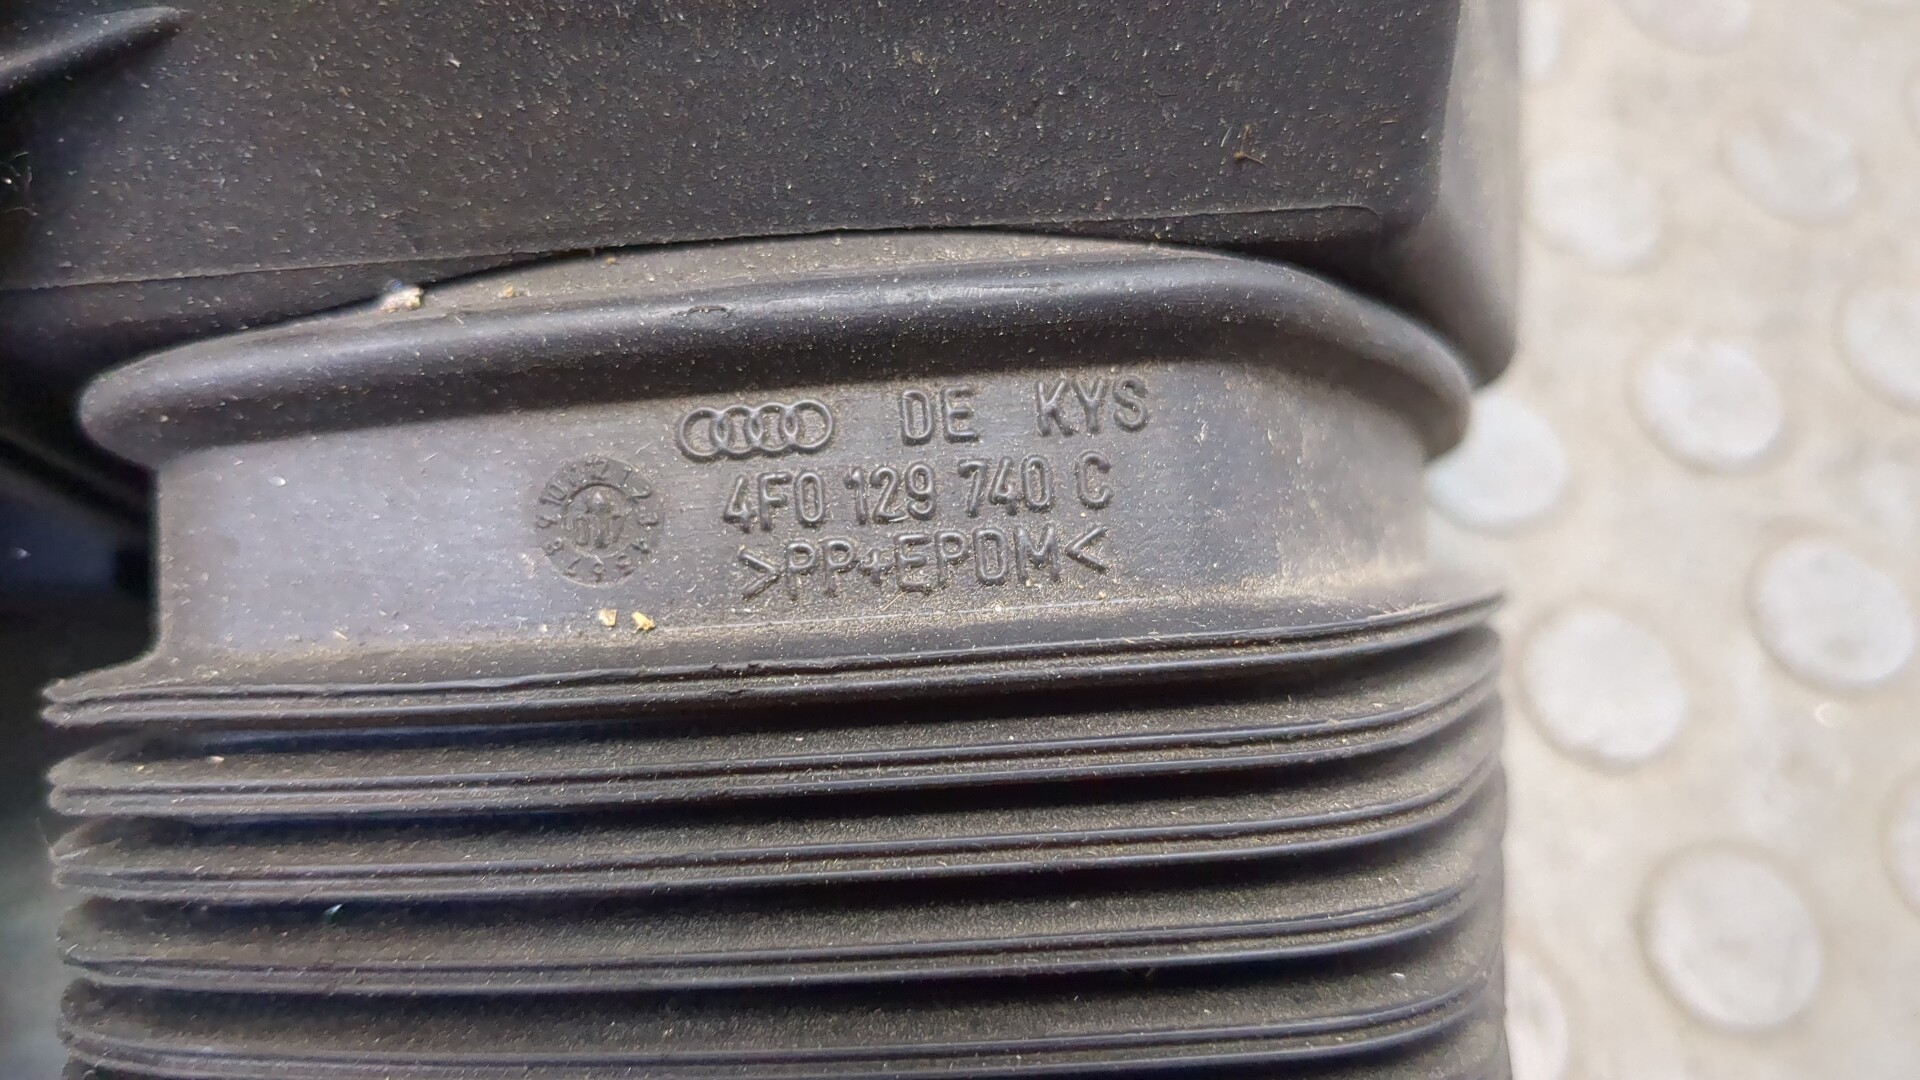 DE KYS
4F0 129 740 C
>PP+EPDM<